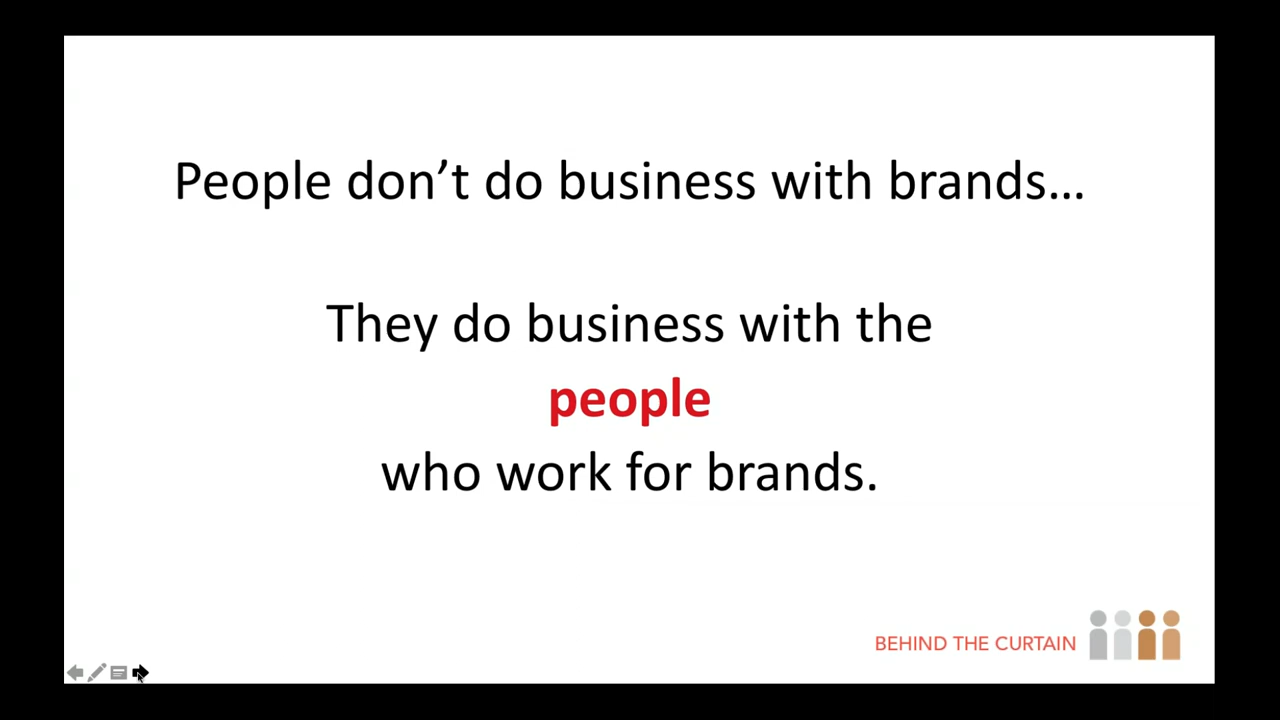 People don’t do business with brands...
They do business with the
people
who work for brands.
BEHIND THE CURTAIN